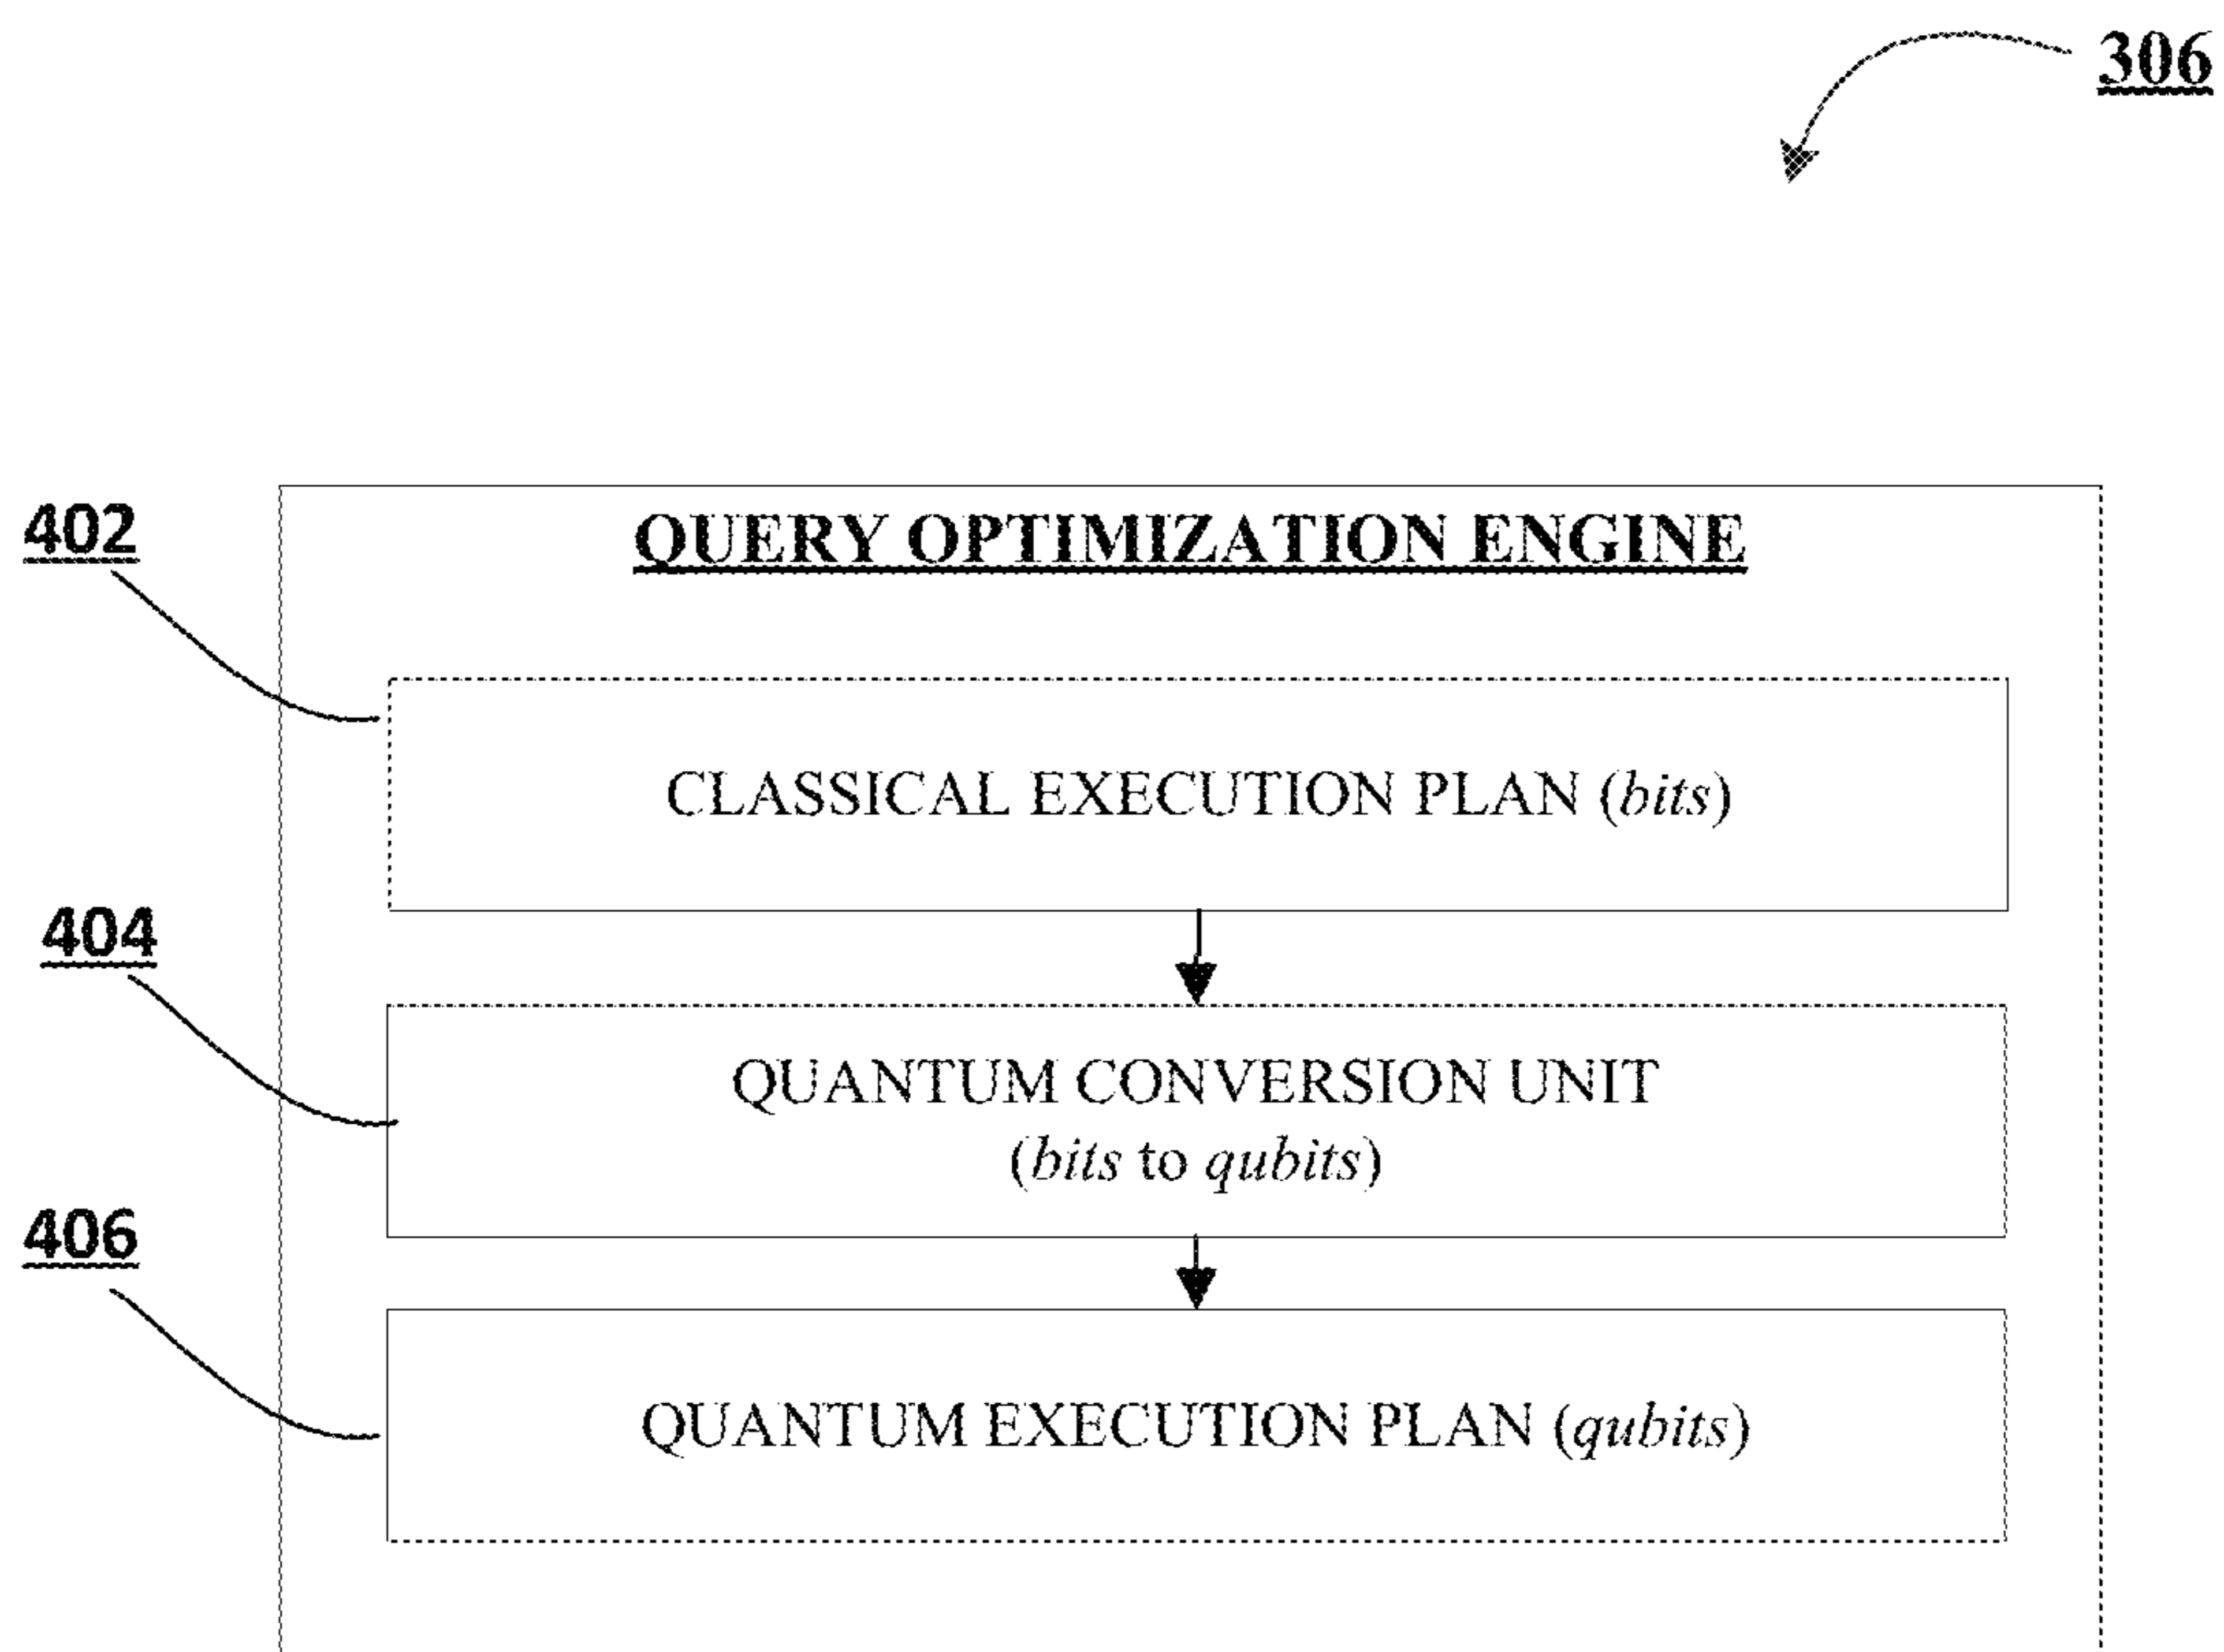 306
402
QUERY OPTIMIZATION ENGINE
CLASSICAL EXECUTION PLAN (bits)
404
QUANTUM CONVERSION UNIT
(bits to qubits)
406
QUANTUM EXECUTION PLAN (qubits)